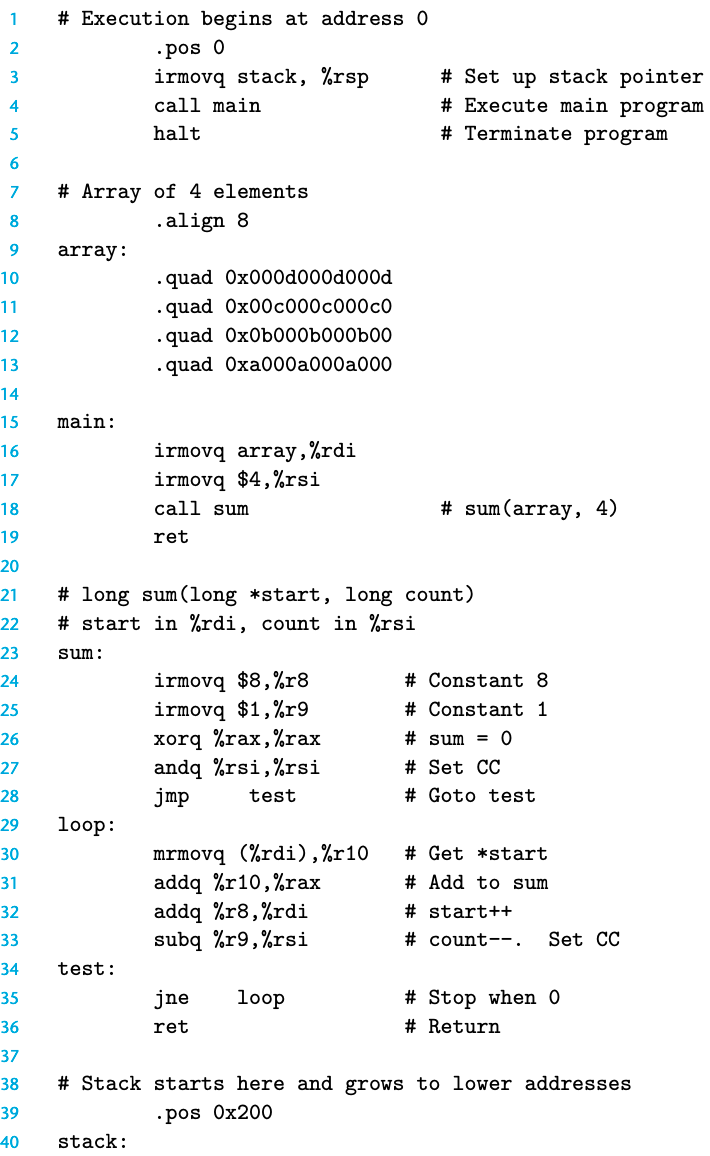 1 # Execution begins at address 0
2 .pos 0
3 irmovq stack, %rsp # Set up stack pointer
4 call main # Execute main program
5 halt # Terminate program
6
7 # Array of 4 elements
8 .align 8
9 array:
10 .quad 0x000d000d000d
11 .quad 0x00c000c000c0
12 .quad 0x0b000b000b00
13 .quad 0xa000a000a000
14
15 main:
16 irmovq array,%rdi
17 irmovq $4,%rsi
18 call sum # sum(array, 4)
19 ret
20
21 # long sum(long *start, long count)
22 # start in %rdi, count in %rsi
23 sum:
24 irmovq $8,%r8 # Constant 8
25 irmovq $1,%r9 # Constant 1
26 xorq %rax,%rax # sum = 0
27 andq %rsi,%rsi # Set CC
28 jmp test # Goto test
29 loop:
30 mrmovq (%rdi),%r10 # Get *start
31 addq %r10,%rax # Add to sum
32 addq %r8,%rdi # start++
33 subq %r9,%rsi # count--. Set CC
34 test:
35 jne loop # Stop when 0
36 ret # Return
37
38 # Stack starts here and grows to lower addresses
39 .pos 0x200
40 stack: